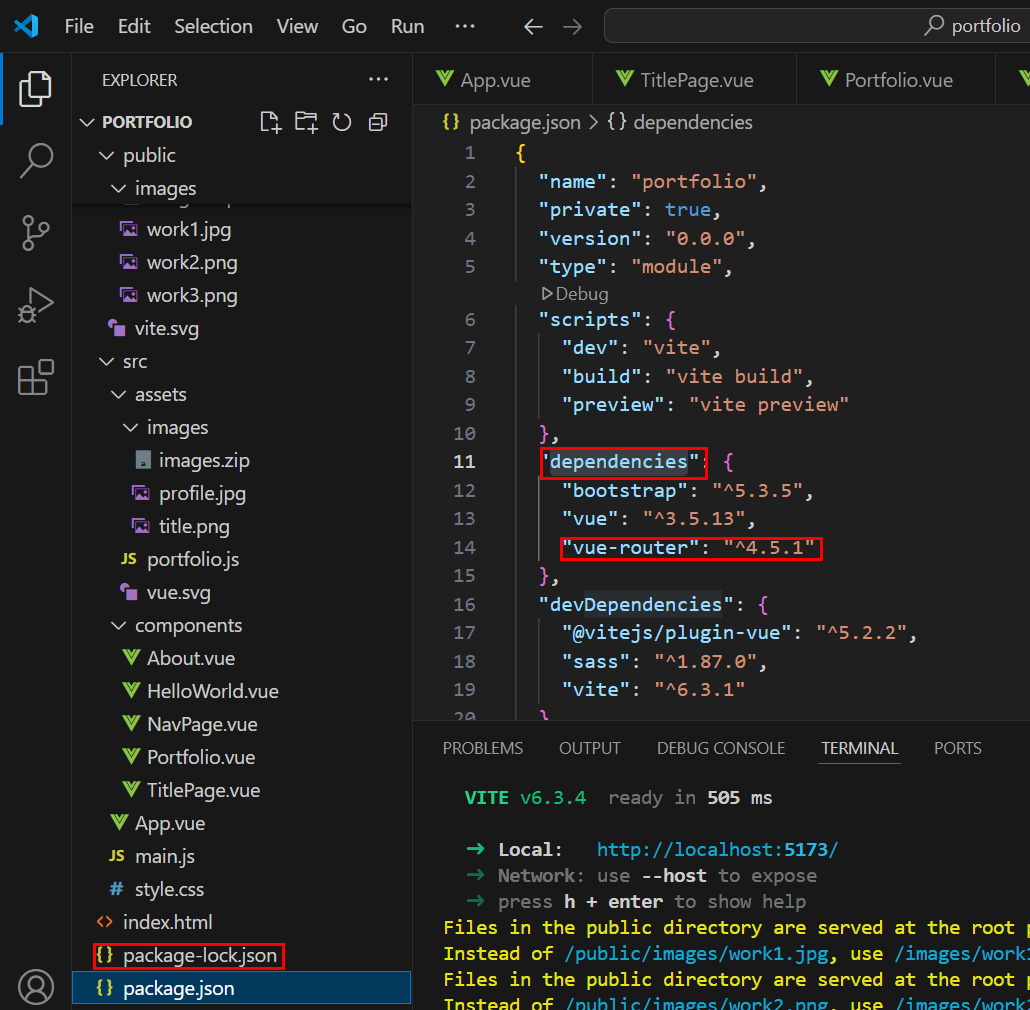 File Edit Selection View Go Run ··· portfolio
EXPLORER ···
PORTFOLIO
public
images
work1.jpg
work2.png
work3.png
vite.svg
src
assets
images
images.zip
profile.jpg
title.png
JS portfolio.js
vue.svg
components
About.vue
HelloWorld.vue
NavPage.vue
Portfolio.vue
TitlePage.vue
App.vue
JS main.js
# style.css
<> index.html
{} package-lock.json
{} package.json
App.vue TitlePage.vue Portfolio.vue
{} package.json > {} dependencies
1 {
2 "name": "portfolio",
3 "private": true,
4 "version": "0.0.0",
5 "type": "module",
Debug
6 "scripts": {
7 "dev": "vite",
8 "build": "vite build",
9 "preview": "vite preview"
10 },
11 "dependencies": {
12 "bootstrap": "^5.3.5",
13 "vue": "^3.5.13",
14 "vue-router": "^4.5.1"
15 },
16 "devDependencies": {
17 "@vitejs/plugin-vue": "^5.2.2",
18 "sass": "^1.87.0",
19 "vite": "^6.3.1"
20 }
PROBLEMS OUTPUT DEBUG CONSOLE TERMINAL PORTS
VITE v6.3.4 ready in 505 ms
➜ Local: http://localhost:5173/
➜ Network: use --host to expose
➜ press h + enter to show help
Files in the public directory are served at the root
Instead of /public/images/work1.jpg, use /images/work1
Files in the public directory are served at the root
Instead of /public/images/work2.png, use /images/